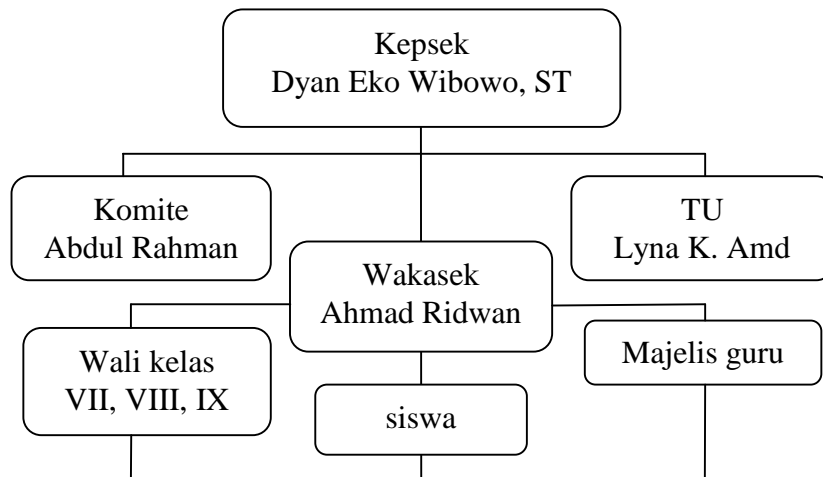 Kepsek
Dyan Eko Wibowo, ST
Komite
Abdul Rahman
TU
Lyna K. Amd
Wakasek
Ahmad Ridwan
Wali kelas
VII, VIII, IX
Majelis guru
siswa